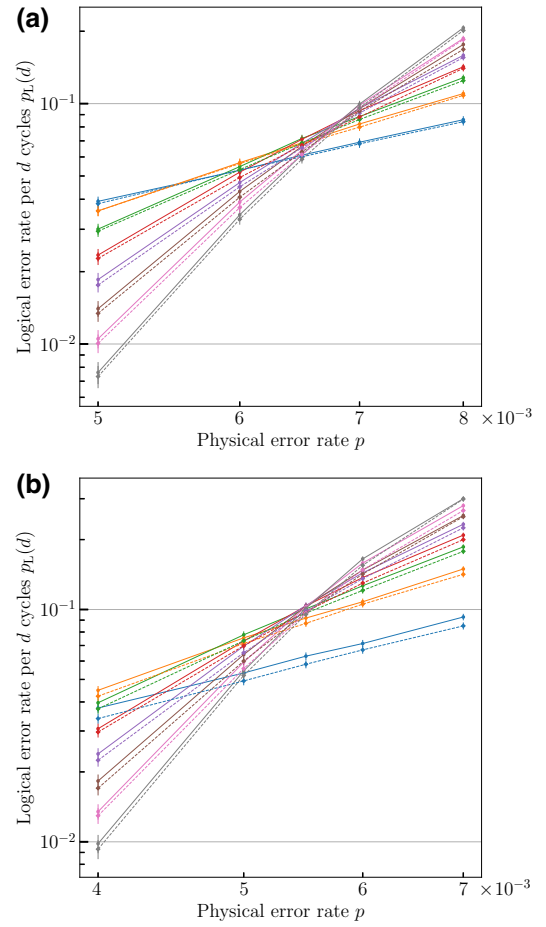 (a)
Logical error rate per d cycles p_L(d)
10^{-1}
10^{-2}
5 6 7 8 ×10^{-3}
Physical error rate p
(b)
Logical error rate per d cycles p_L(d)
10^{-1}
10^{-2}
4 5 6 7 ×10^{-3}
Physical error rate p